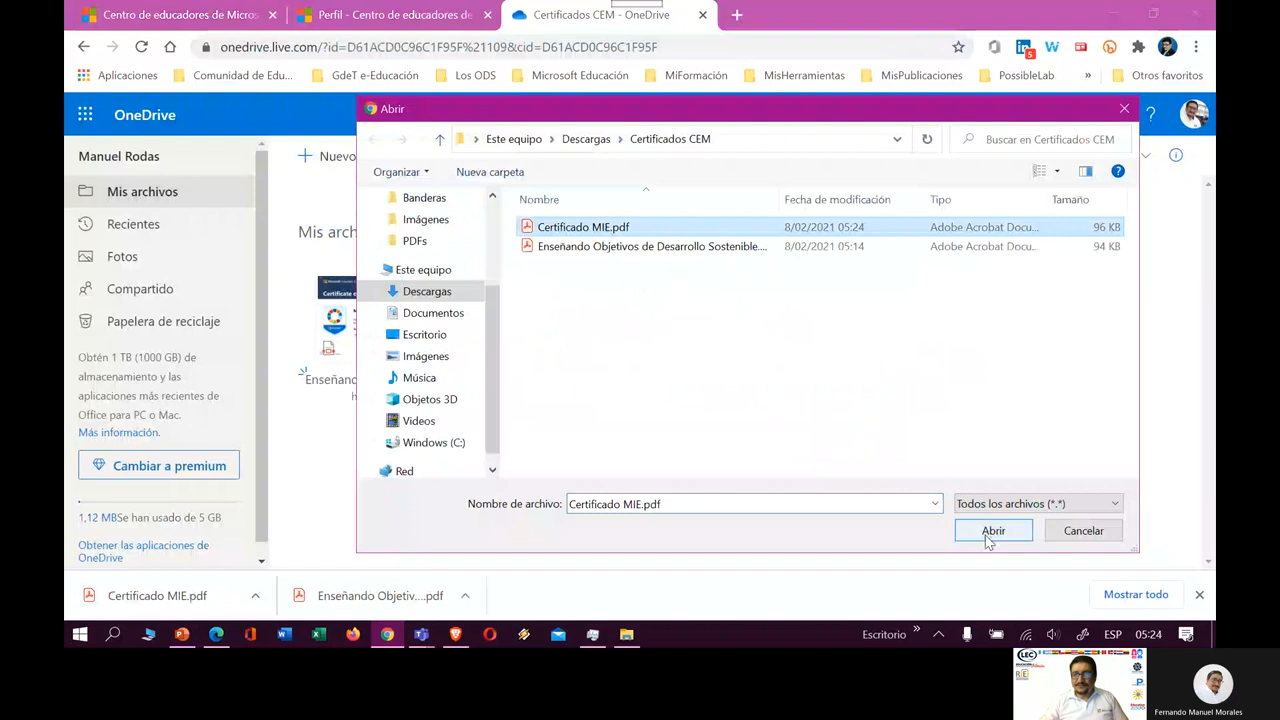 Centro de educadores de Micros
Perfil - Centro de educadores de
Certificados CEM - OneDrive
onedrive.live.com/?id=D61ACD0C96C1F95F%21109&cid=D61ACD0C96C1F95F
5
Aplicaciones
Comunidad de Edu...
GdeT e-Educación
Los ODS
Microsoft Educación
MiFormación
MisHerramientas
MisPublicaciones
PossibleLab
»
Otros favoritos
OneDrive
Manuel Rodas
Mis archivos
Recientes
Fotos
Compartido
Papelera de reciclaje
Obtén 1 TB (1000 GB) de
almacenamiento y las
aplicaciones más recientes de
Office para PC o Mac.
Más información.
Cambiar a premium
1,12 MBSe han usado de 5 GB
Obtener las aplicaciones de
OneDrive
Nuevo
Mis arch
Certificate
Enseñando
Abrir
Este equipo
Descargas
Certificados CEM
Buscar en Certificados CEM
Organizar
Nueva carpeta
Banderas
Imágenes
PDFs
Este equipo
Descargas
Documentos
Escritorio
Imágenes
Música
Objetos 3D
Videos
Windows (C:)
Red
Nombre
Fecha de modificación
Tipo
Tamaño
Certificado MIE.pdf
8/02/2021 05:24
Adobe Acrobat Docu...
96 KB
Enseñando Objetivos de Desarrollo Sostenible....
8/02/2021 05:14
Adobe Acrobat Docu...
94 KB
Nombre de archivo:
Certificado MIE.pdf
Todos los archivos (*.*)
Abrir
Cancelar
Certificado MIE.pdf
Enseñando Objetiv....pdf
Mostrar todo
Escritorio
»
ESP
05:24
LEC
RE
Fernando Manuel Morales